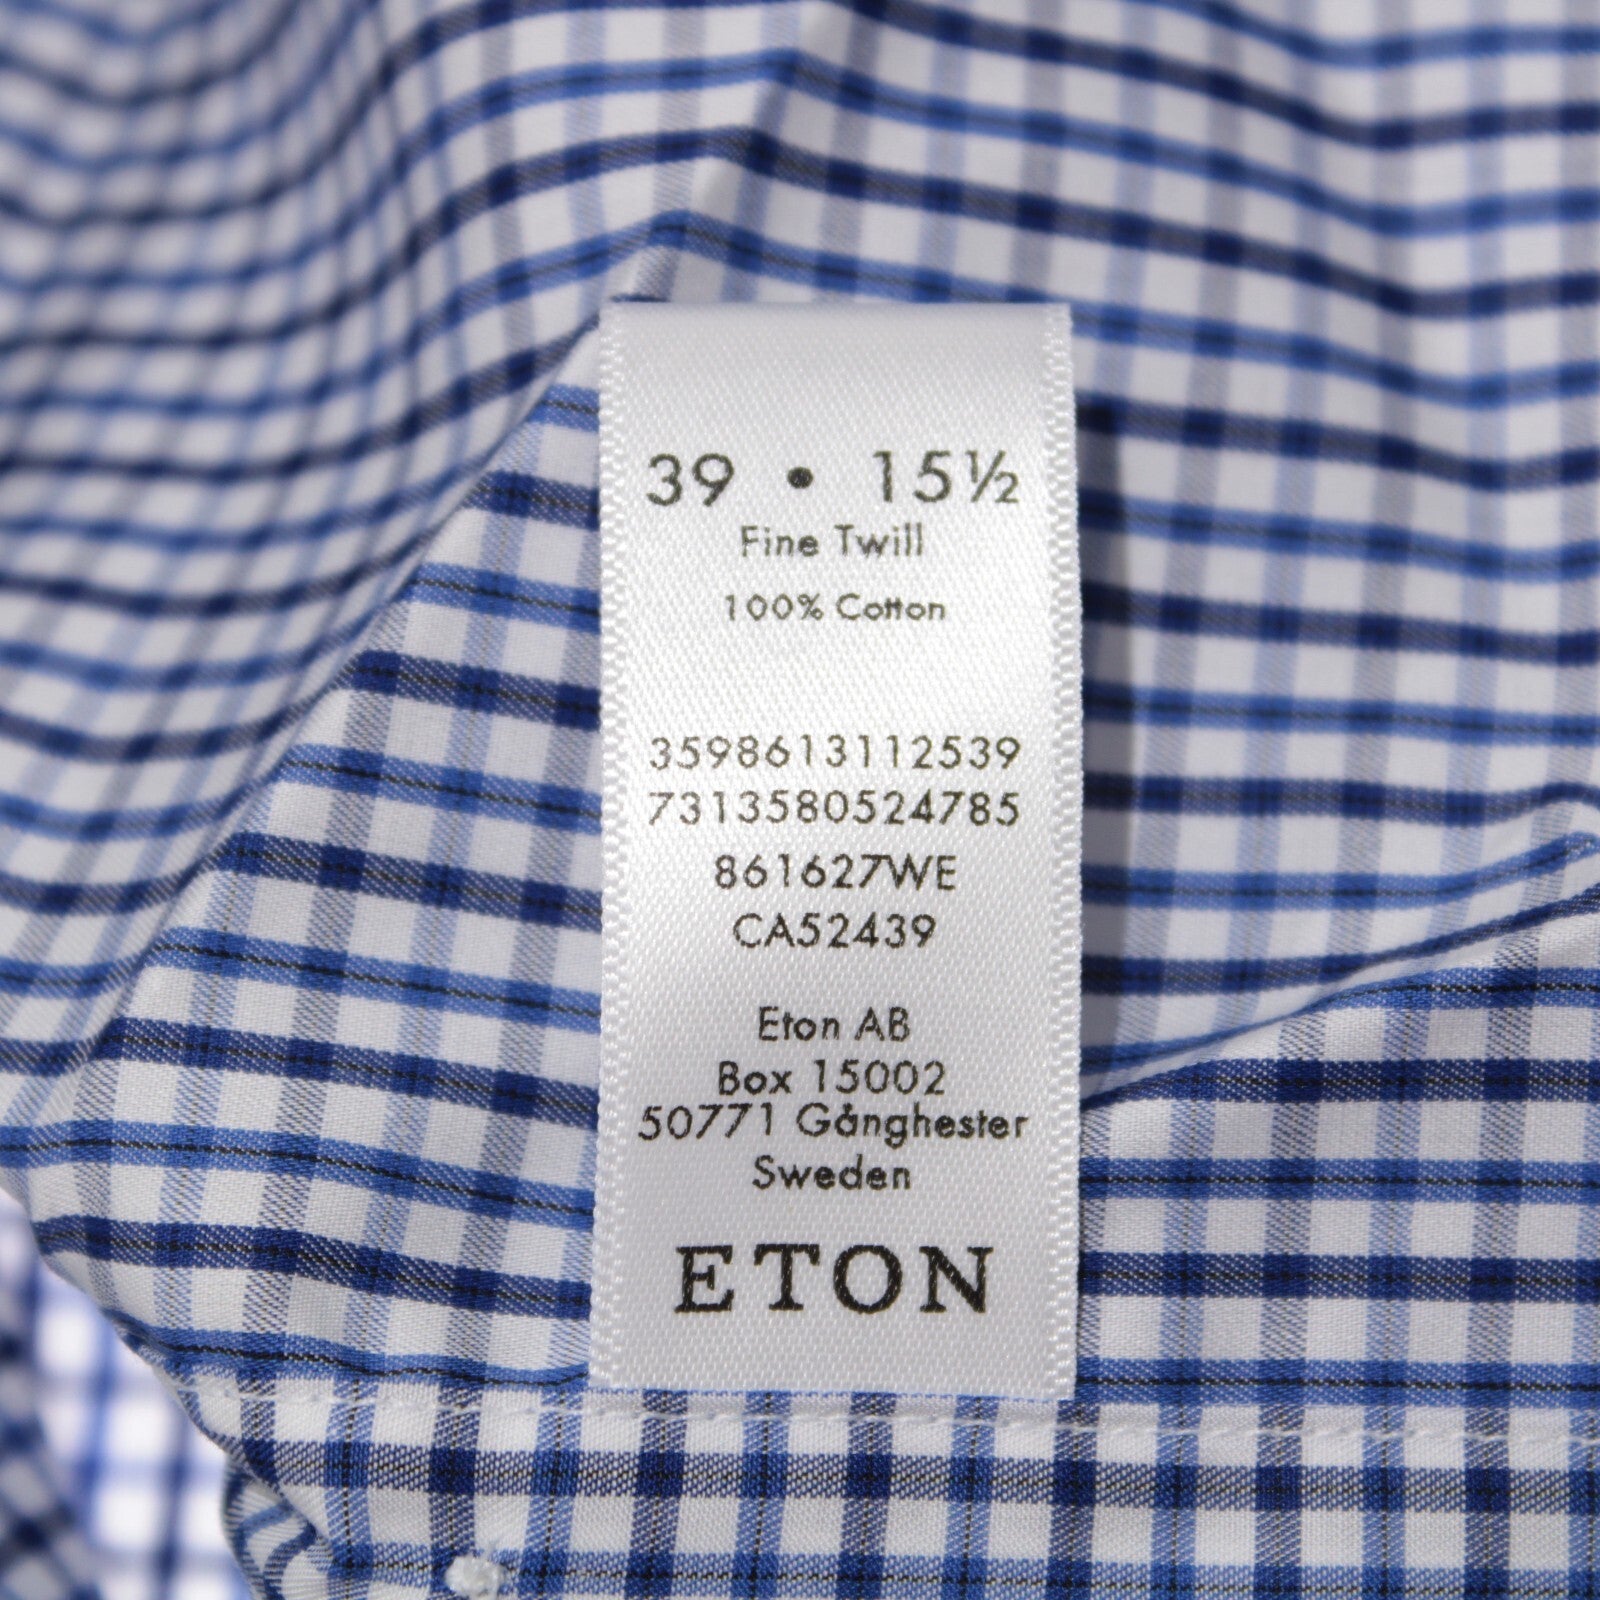 39 • 15½
Fine Twill
100% Cotton
3598613112539
7313580524785
861627WE
CA52439
Eton AB
Box 15002
50771 Gånghester
Sweden
ETON